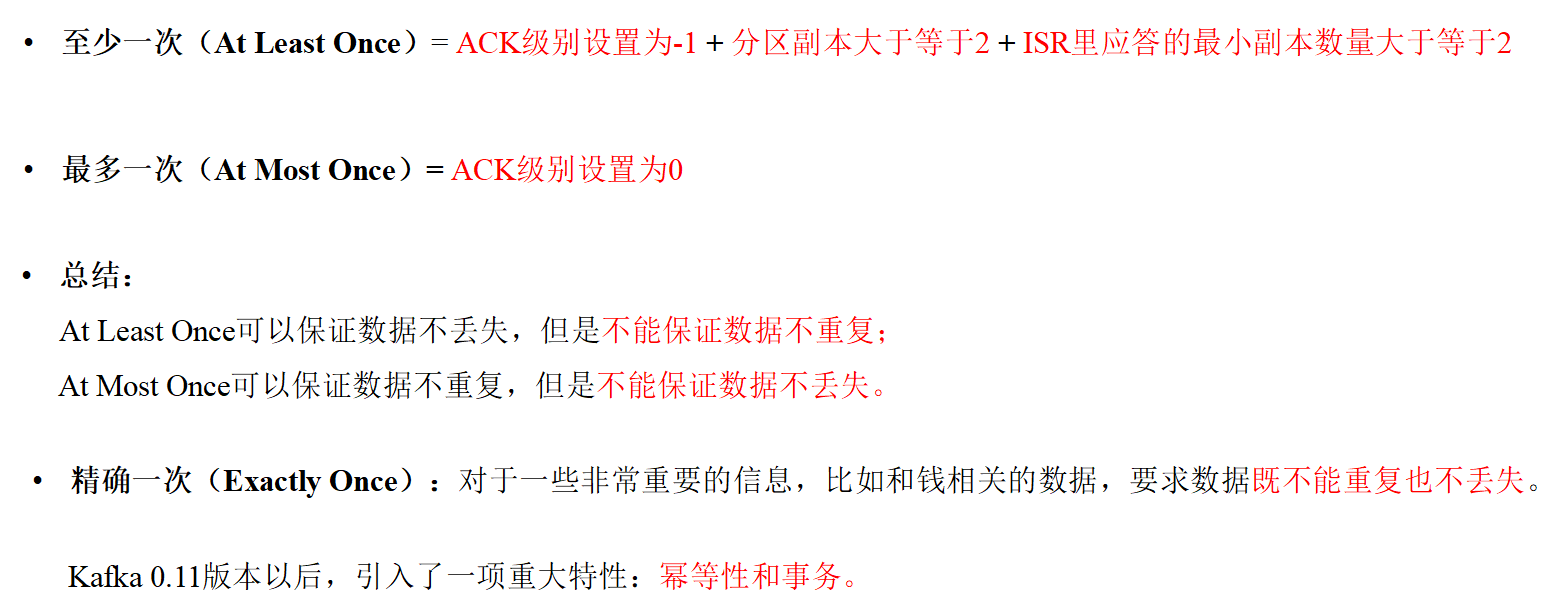 • 至少一次（At Least Once）= ACK级别设置为-1 + 分区副本大于等于2 + ISR里应答的最小副本数量大于等于2
• 最多一次（At Most Once）= ACK级别设置为0
• 总结：
At Least Once可以保证数据不丢失，但是不能保证数据不重复；
At Most Once可以保证数据不重复，但是不能保证数据不丢失。
• 精确一次（Exactly Once）：对于一些非常重要的信息，比如和钱相关的数据，要求数据既不能重复也不丢失。
Kafka 0.11版本以后，引入了一项重大特性：幂等性和事务。